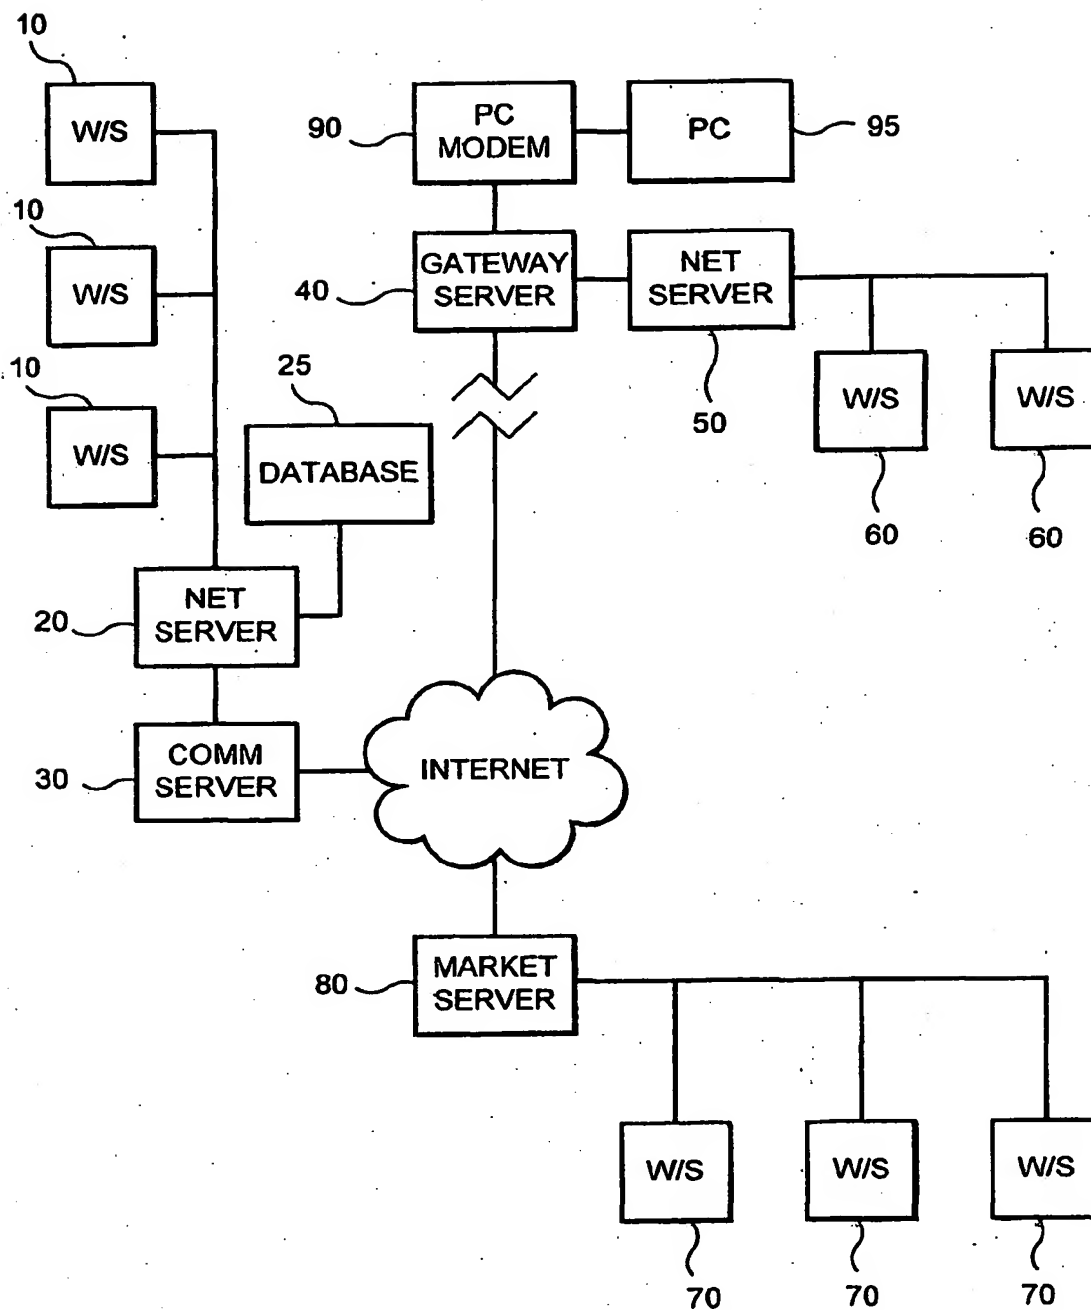 10
W/S
90
PC
MODEM
PC
95
10
W/S
40
GATEWAY
SERVER
NET
SERVER
50
10
W/S
25
DATABASE
W/S
60
W/S
60
20
NET
SERVER
30
COMM
SERVER
INTERNET
80
MARKET
SERVER
W/S
70
W/S
70
W/S
70